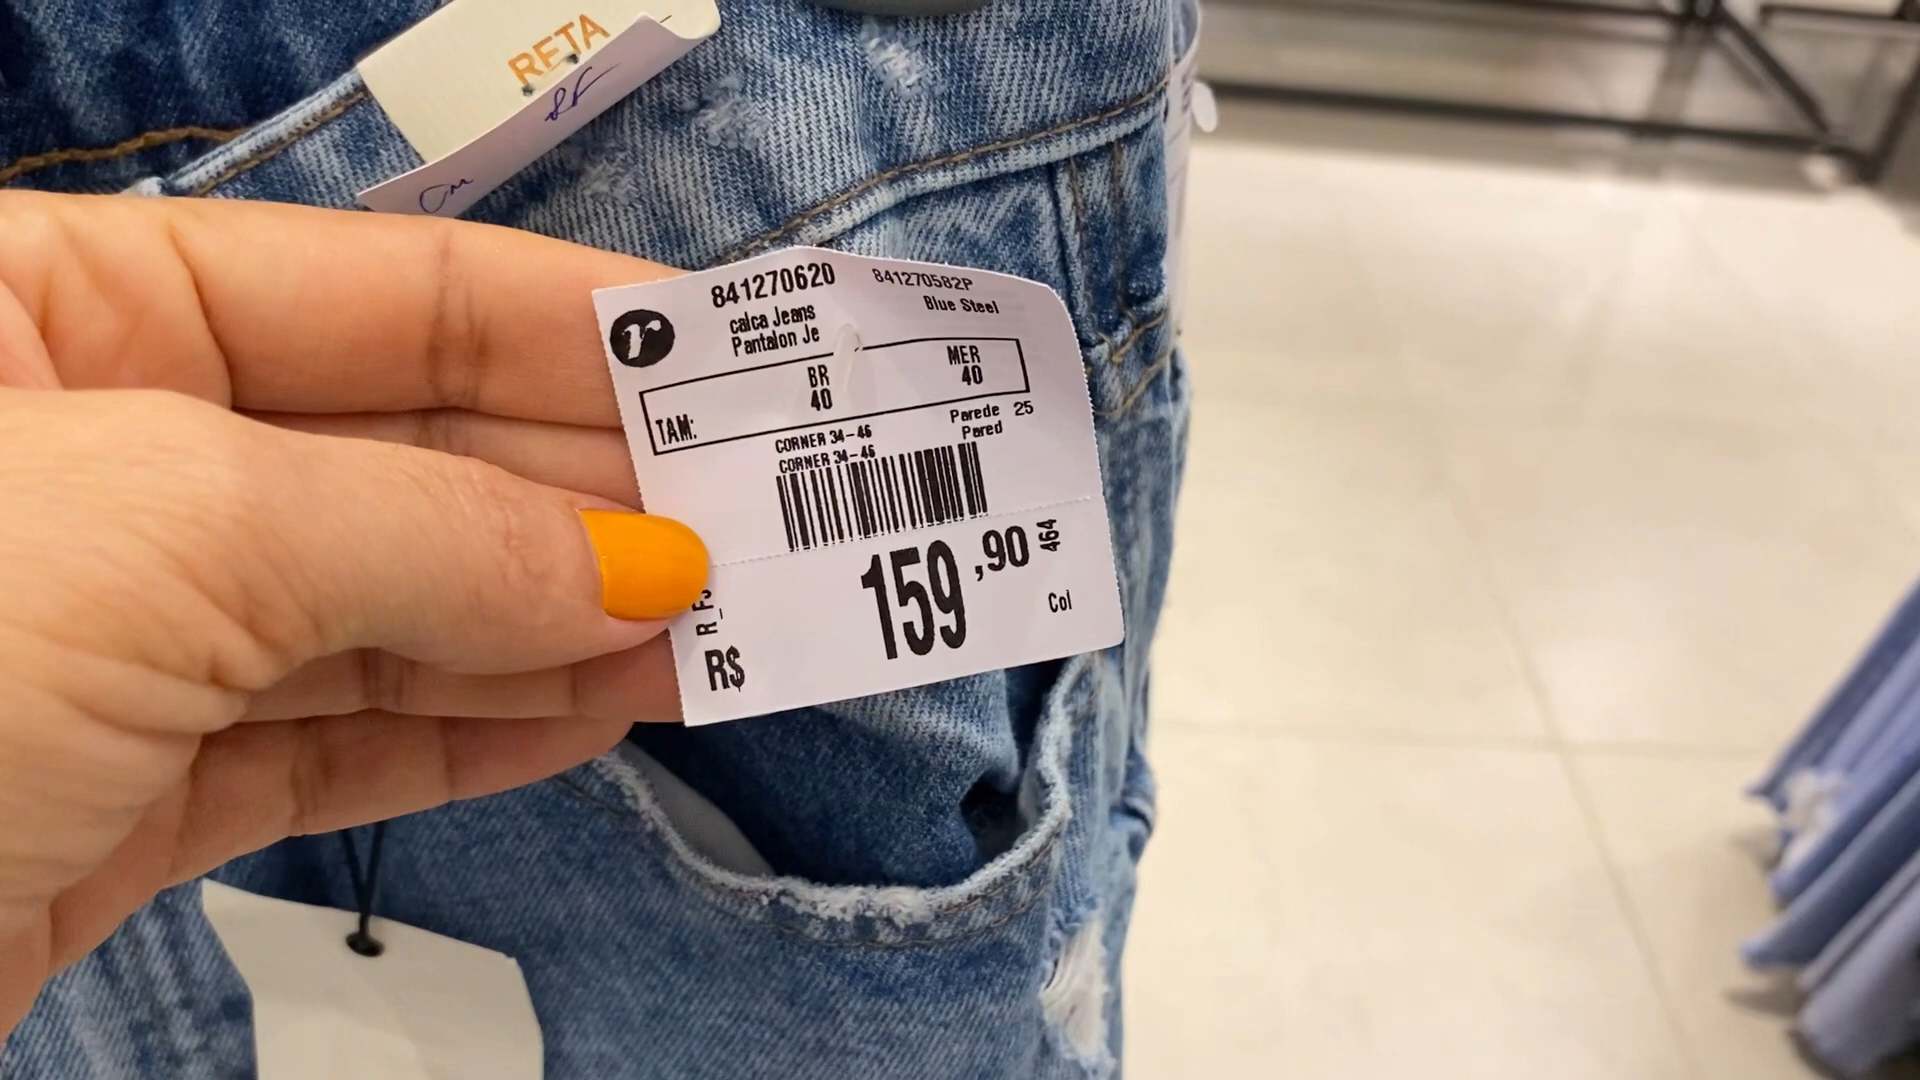 RETA
841270620
841270582P
calca Jeans
Blue Steel
Pantalon Je
BR
MER
TAM:
40
40
CORNER 34-46
Parede 25
CORNER 34-46
Pared
159,90
464
R$
Col